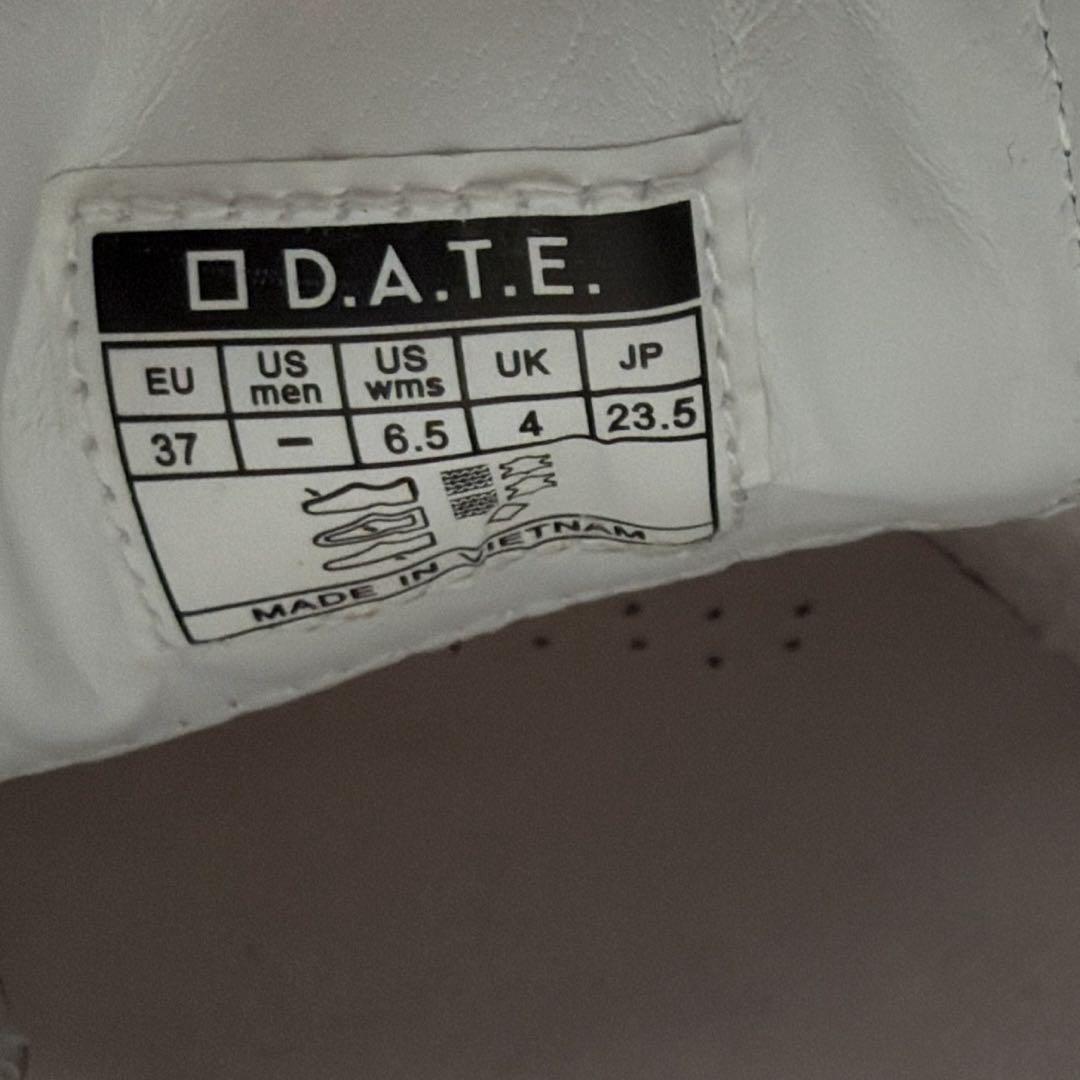 D.A.T.E.
EU US men US wms UK JP
37 – 6.5 4 23.5
MADE IN VIETNAM